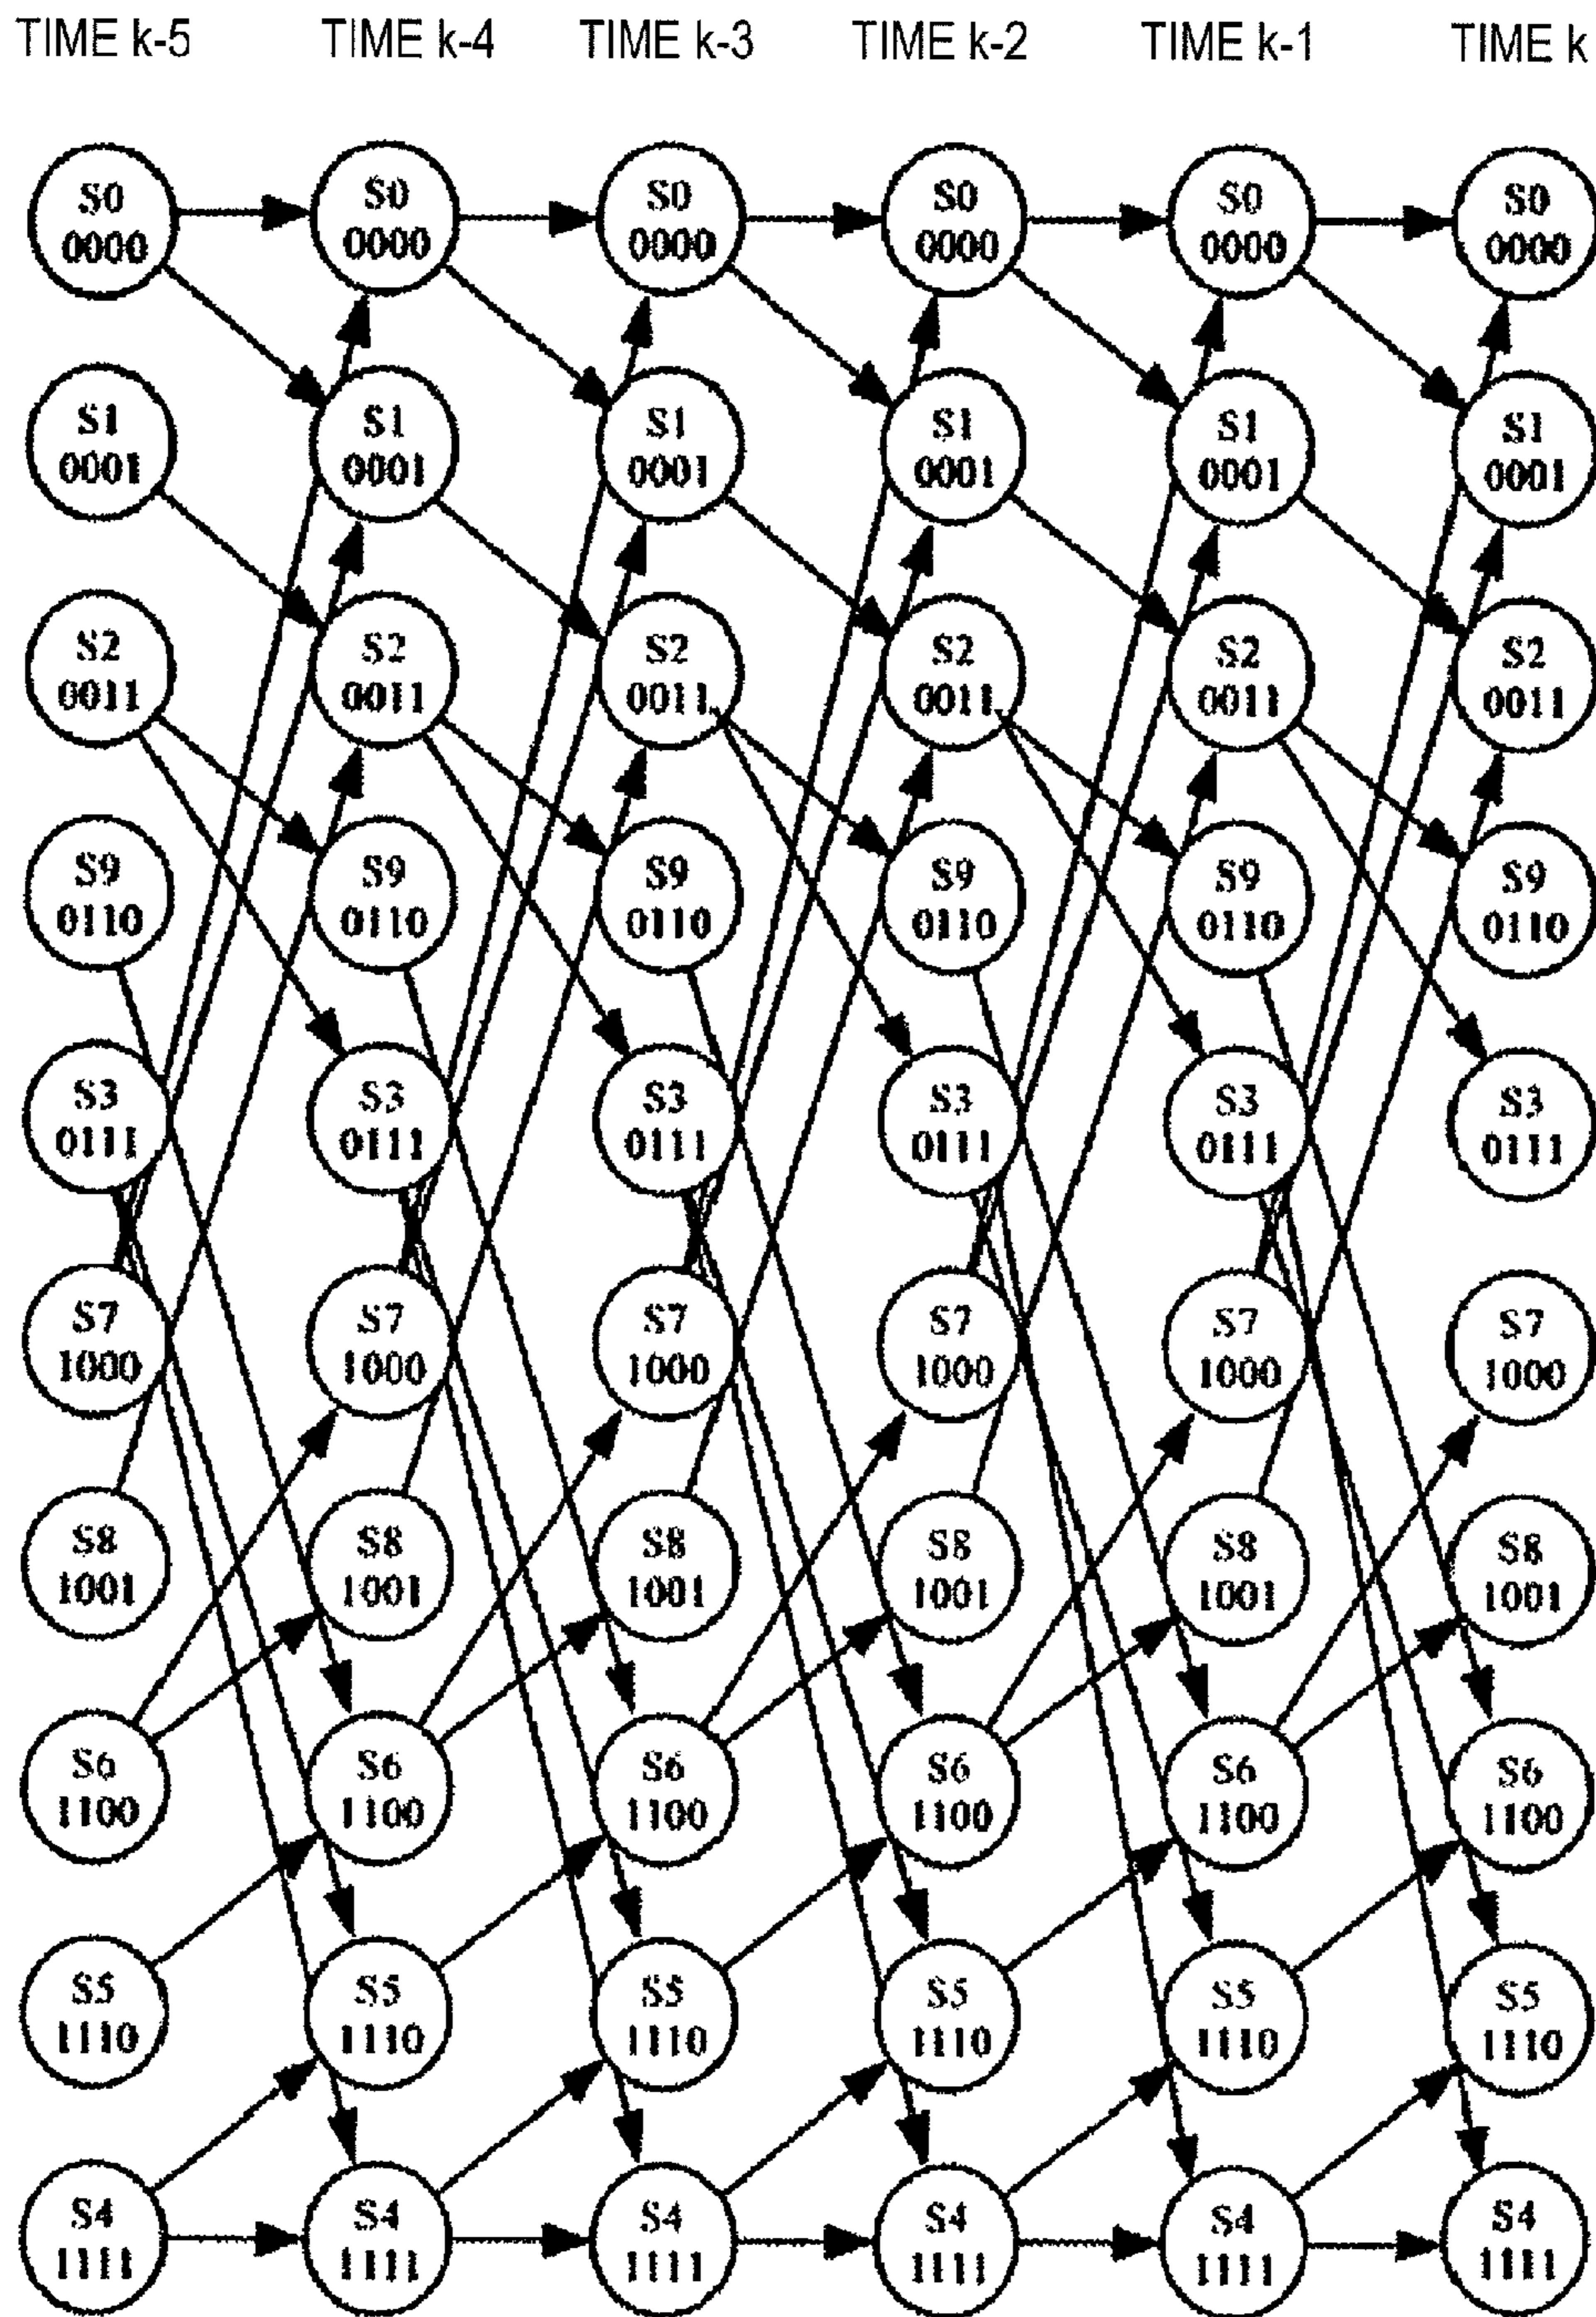 TIME k-5 TIME k-4 TIME k-3 TIME k-2 TIME k-1 TIME k
S0 S0 S0 S0 S0 S0
0000 0000 0000 0000 0000 0000
S1 S1 S1 S1 S1 S1
0001 0001 0001 0001 0001 0001
S2 S2 S2 S2 S2 S2
0011 0011 0011 0011 0011 0011
S9 S9 S9 S9 S9 S9
0110 0110 0110 0110 0110 0110
S3 S3 S3 S3 S3 S3
0111 0111 0111 0111 0111 0111
S7 S7 S7 S7 S7 S7
1000 1000 1000 1000 1000 1000
S8 S8 S8 S8 S8 S8
1001 1001 1001 1001 1001 1001
S6 S6 S6 S6 S6 S6
1100 1100 1100 1100 1100 1100
S5 S5 S5 S5 S5 S5
1110 1110 1110 1110 1110 1110
S4 S4 S4 S4 S4 S4
1111 1111 1111 1111 1111 1111